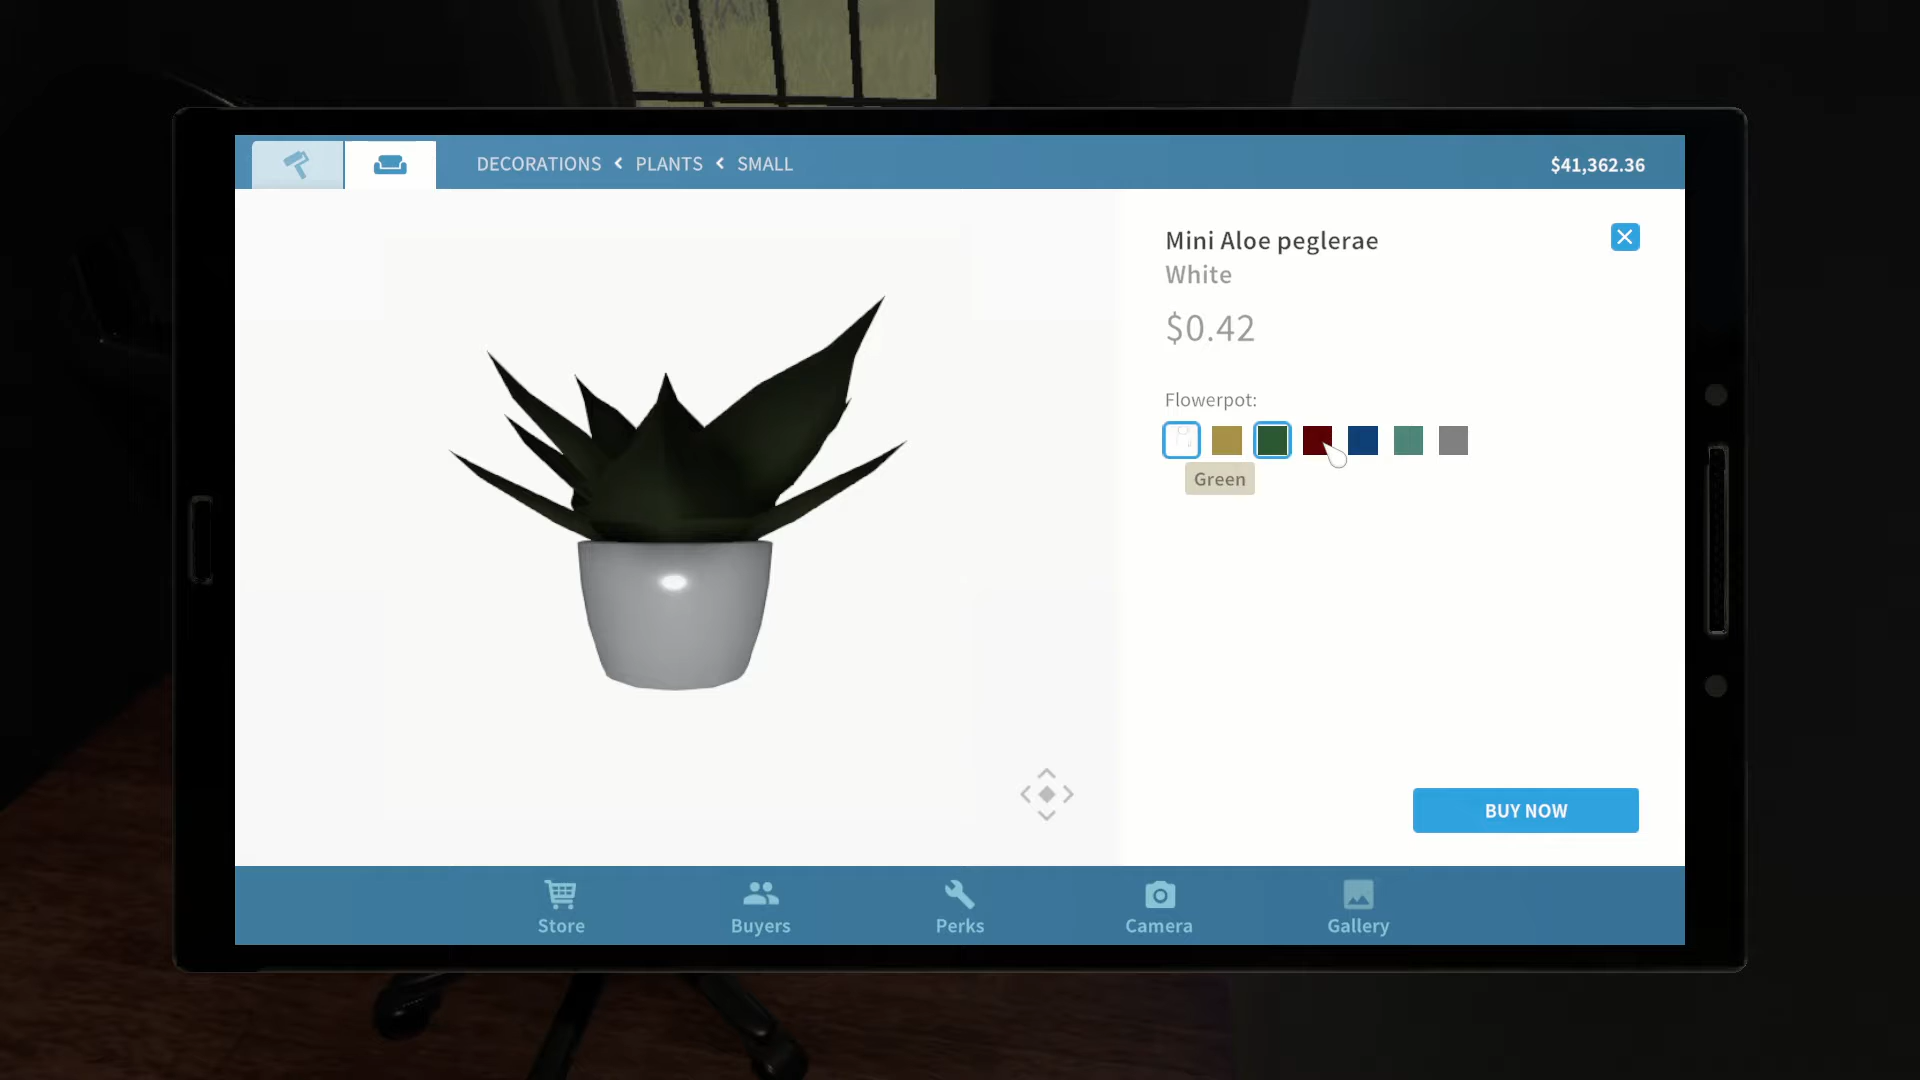 DECORATIONS < PLANTS < SMALL
$41,362.36
Mini Aloe peglerae
White
$0.42
Flowerpot:
Green
BUY NOW
Store
Buyers
Perks
Camera
Gallery